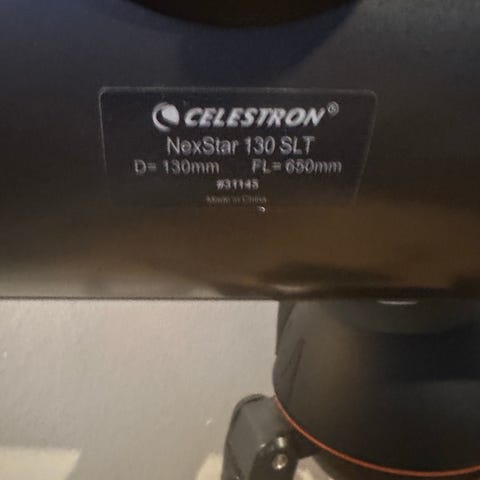 CELESTRON®
NexStar 130 SLT
D= 130mm FL= 650mm
#31145
Made in China